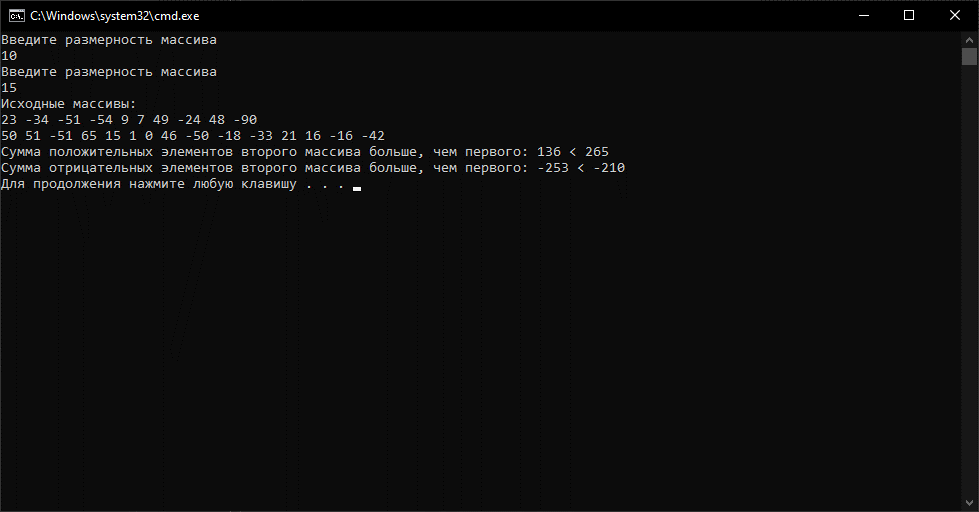 C:\Windows\system32\cmd.exe
Введите размерность массива
10
Введите размерность массива
15
Исходные массивы:
23 -34 -51 -54 9 7 49 -24 48 -90
50 51 -51 65 15 1 0 46 -50 -18 -33 21 16 -16 -42
Сумма положительных элементов второго массива больше, чем первого: 136 < 265
Сумма отрицательных элементов второго массива больше, чем первого: -253 < -210
Для продолжения нажмите любую клавишу . . .